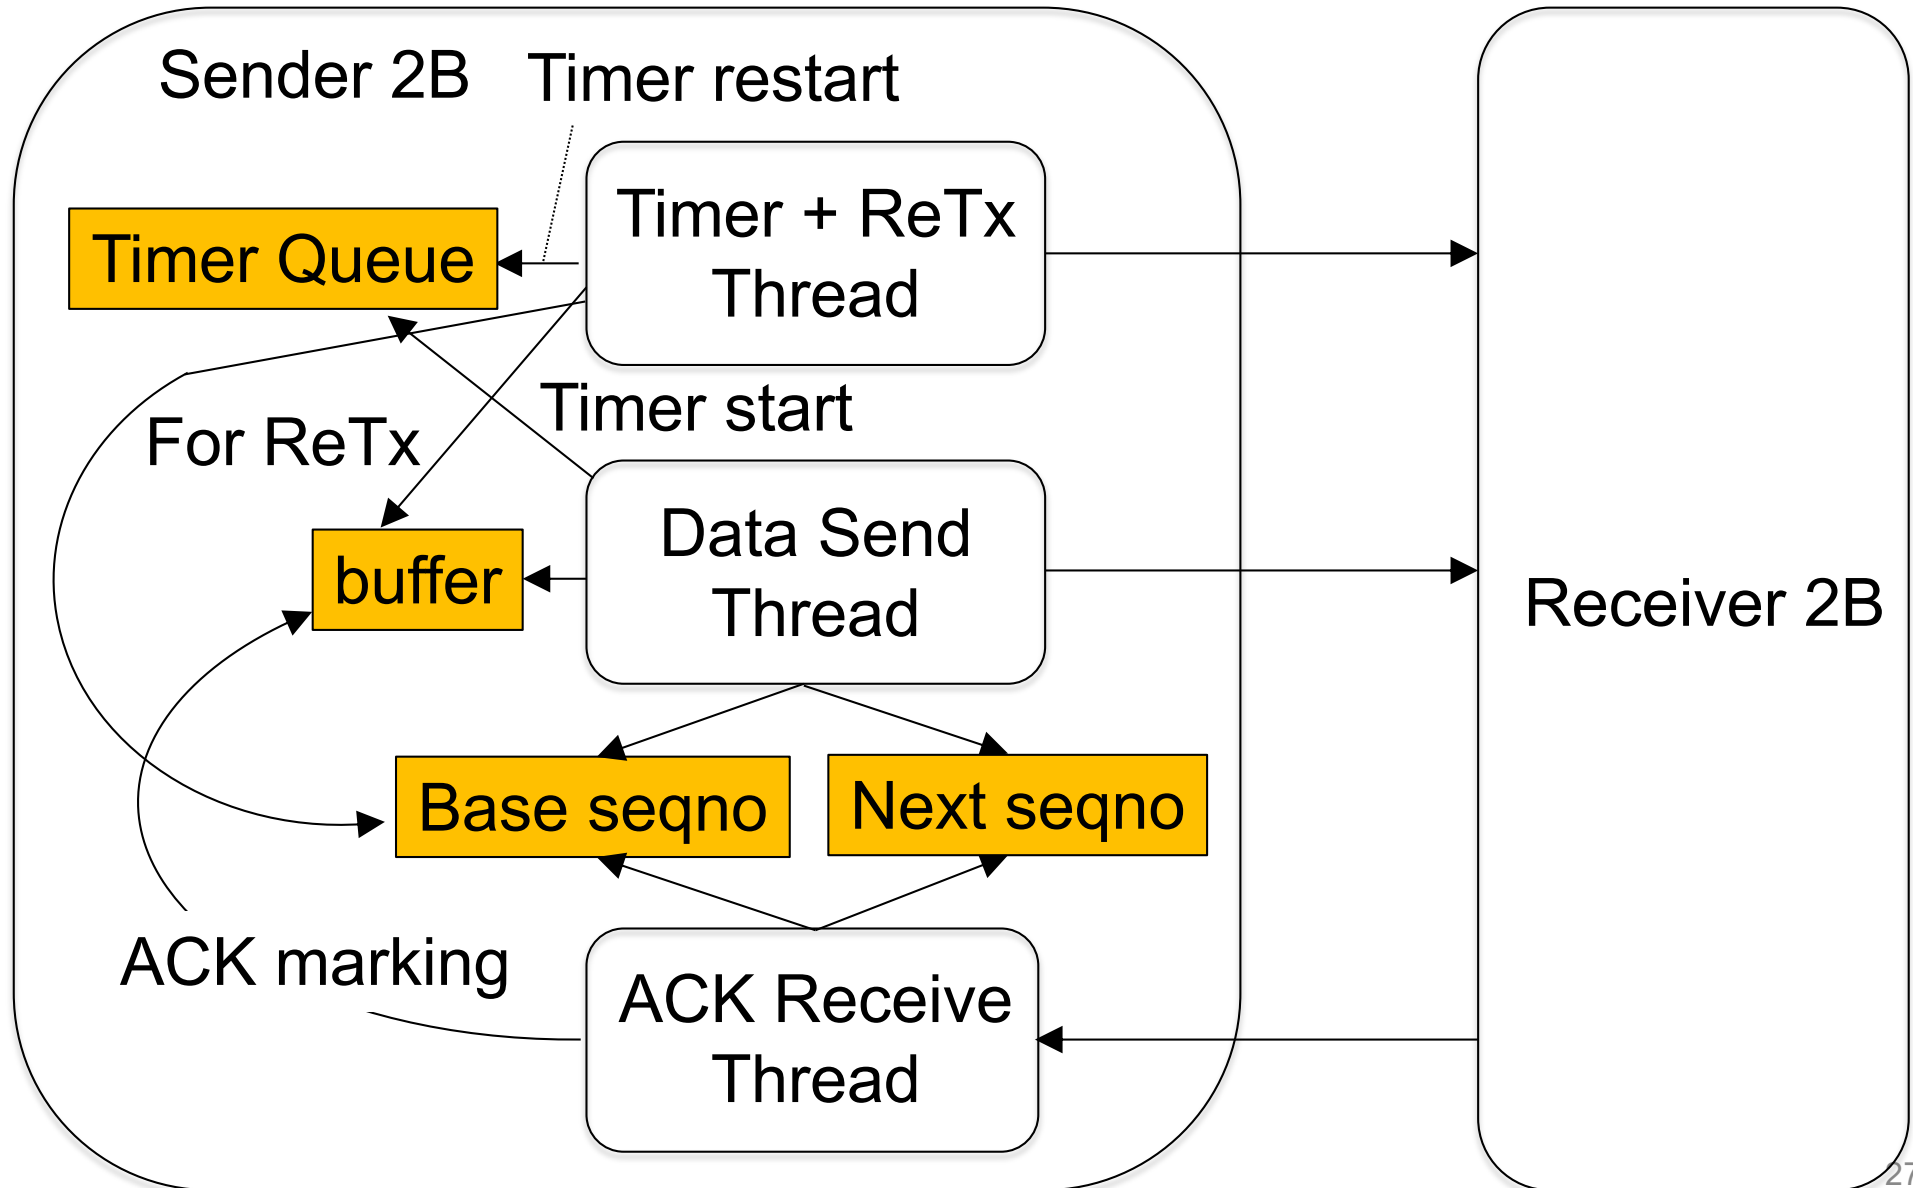 Sender 2B
Timer restart
Timer + ReTx
Thread
Timer Queue
Timer start
For ReTx
Data Send
Thread
buffer
Receiver 2B
Base seqno
Next seqno
ACK marking
ACK Receive
Thread
27